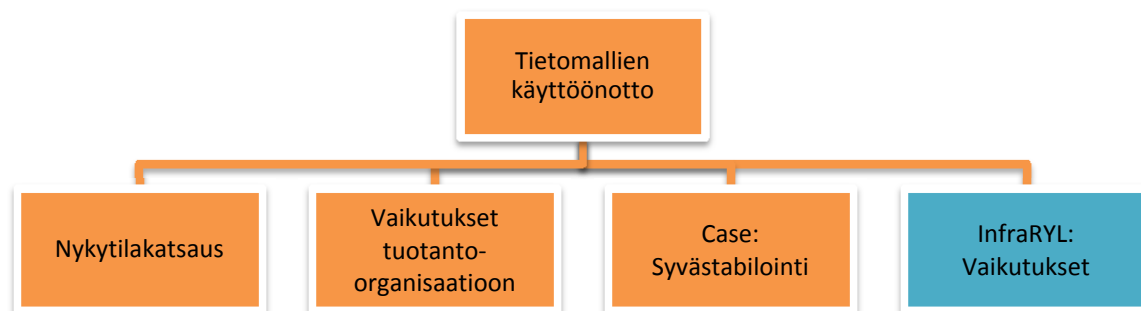 Tietomallien
käyttöönotto
Nykytilakatsaus
Vaikutukset
tuotanto-
organisaatioon
Case:
Syvästabilointi
InfraRYL:
Vaikutukset